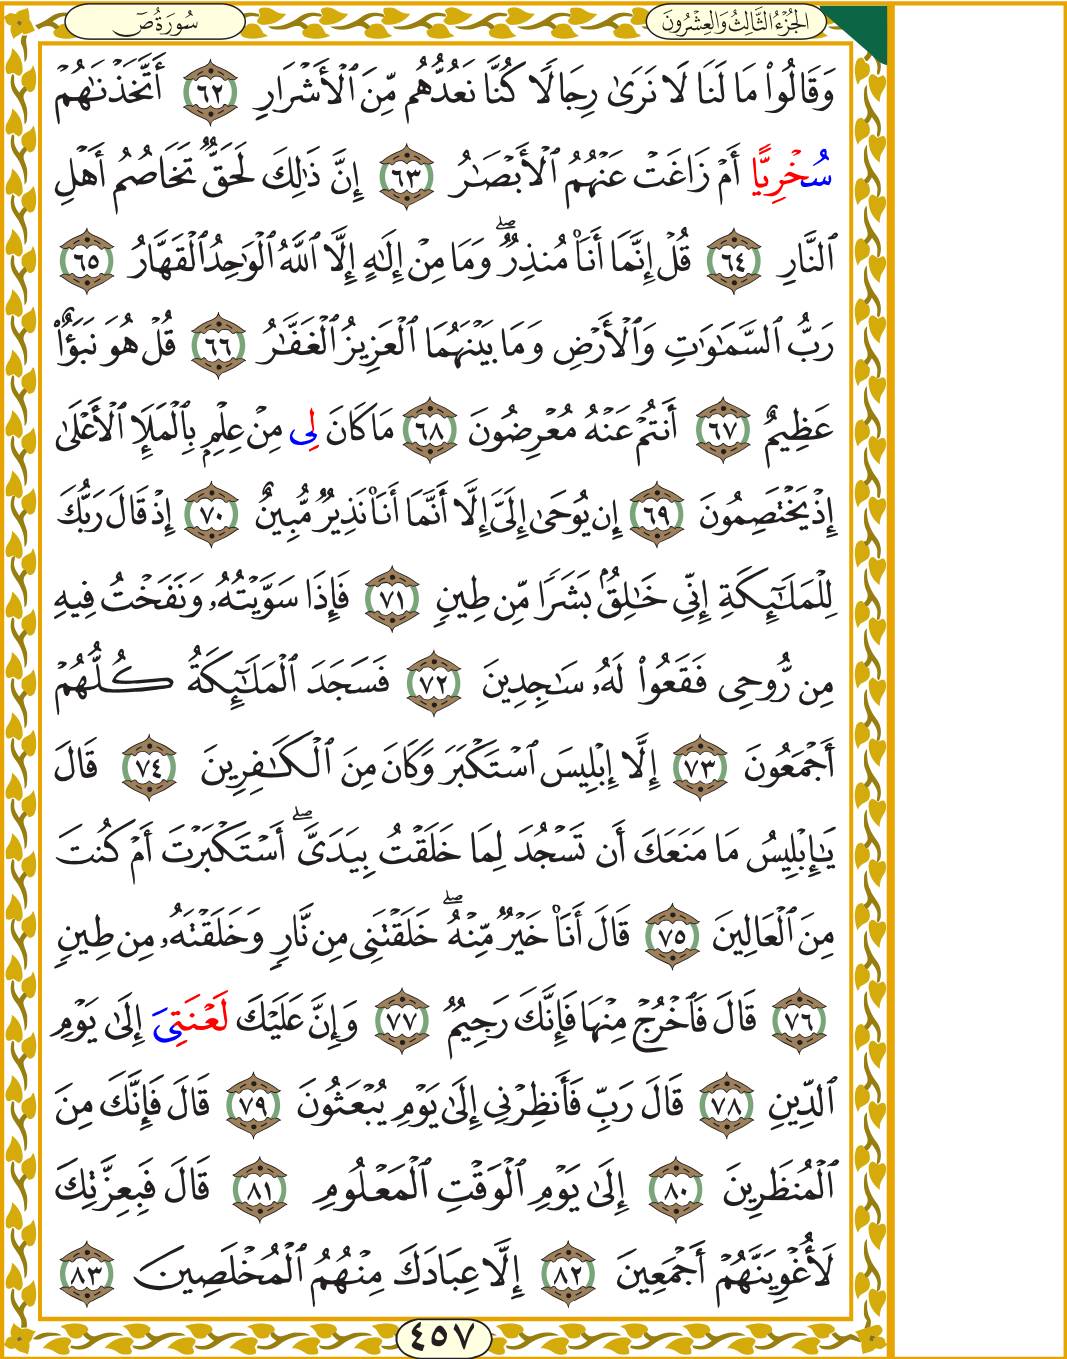 الجُزْءُ الثَّالِثُ وَالعِشْرُونَ سُورَةُ صٓ
وَقَالُوا۟ مَا لَنَا لَا نَرَىٰ رِجَالًا كُنَّا نَعُدُّهُم مِّنَ ٱلْأَشْرَارِ ٦٢ أَتَّخَذْنَٰهُمْ
سُخْرِيًّا أَمْ زَاغَتْ عَنْهُمُ ٱلْأَبْصَٰرُ ٦٣ إِنَّ ذَٰلِكَ لَحَقٌّ تَخَاصُمُ أَهْلِ
ٱلنَّارِ ٦٤ قُلْ إِنَّمَا أَنَا۠ مُنذِرٌ ۖ وَمَا مِنْ إِلَٰهٍ إِلَّا ٱللَّهُ ٱلْوَٰحِدُ ٱلْقَهَّارُ ٦٥
رَبُّ ٱلسَّمَٰوَٰتِ وَٱلْأَرْضِ وَمَا بَيْنَهُمَا ٱلْعَزِيزُ ٱلْغَفَّٰرُ ٦٦ قُلْ هُوَ نَبَؤٌا۟
عَظِيمٌ ٦٧ أَنتُمْ عَنْهُ مُعْرِضُونَ ٦٨ مَا كَانَ لِى مِنْ عِلْمٍ بِٱلْمَلَإِ ٱلْأَعْلَىٰ
إِذْ يَخْتَصِمُونَ ٦٩ إِن يُوحَىٰ إِلَىَّ إِلَّا أَنَّمَا أَنَا۠ نَذِيرٌ مُّبِينٌ ٧٠ إِذْ قَالَ رَبُّكَ
لِلْمَلَٰٓئِكَةِ إِنِّى خَٰلِقٌۢ بَشَرًا مِّن طِينٍ ٧١ فَإِذَا سَوَّيْتُهُۥ وَنَفَخْتُ فِيهِ
مِن رُّوحِى فَقَعُوا۟ لَهُۥ سَٰجِدِينَ ٧٢ فَسَجَدَ ٱلْمَلَٰٓئِكَةُ كُلُّهُمْ
أَجْمَعُونَ ٧٣ إِلَّا إِبْلِيسَ ٱسْتَكْبَرَ وَكَانَ مِنَ ٱلْكَٰفِرِينَ ٧٤ قَالَ
يَٰإِبْلِيسُ مَا مَنَعَكَ أَن تَسْجُدَ لِمَا خَلَقْتُ بِيَدَىَّ ۖ أَسْتَكْبَرْتَ أَمْ كُنتَ
مِنَ ٱلْعَالِينَ ٧٥ قَالَ أَنَا۠ خَيْرٌ مِّنْهُ ۖ خَلَقْتَنِى مِن نَّارٍ وَخَلَقْتَهُۥ مِن طِينٍ
٧٦ قَالَ فَٱخْرُجْ مِنْهَا فَإِنَّكَ رَجِيمٌ ٧٧ وَإِنَّ عَلَيْكَ لَعْنَتِىَ إِلَىٰ يَوْمِ
ٱلدِّينِ ٧٨ قَالَ رَبِّ فَأَنظِرْنِى إِلَىٰ يَوْمِ يُبْعَثُونَ ٧٩ قَالَ فَإِنَّكَ مِنَ
ٱلْمُنظَرِينَ ٨٠ إِلَىٰ يَوْمِ ٱلْوَقْتِ ٱلْمَعْلُومِ ٨١ قَالَ فَبِعِزَّتِكَ
لَأُغْوِيَنَّهُمْ أَجْمَعِينَ ٨٢ إِلَّا عِبَادَكَ مِنْهُمُ ٱلْمُخْلَصِينَ ٨٣
٤٥٧